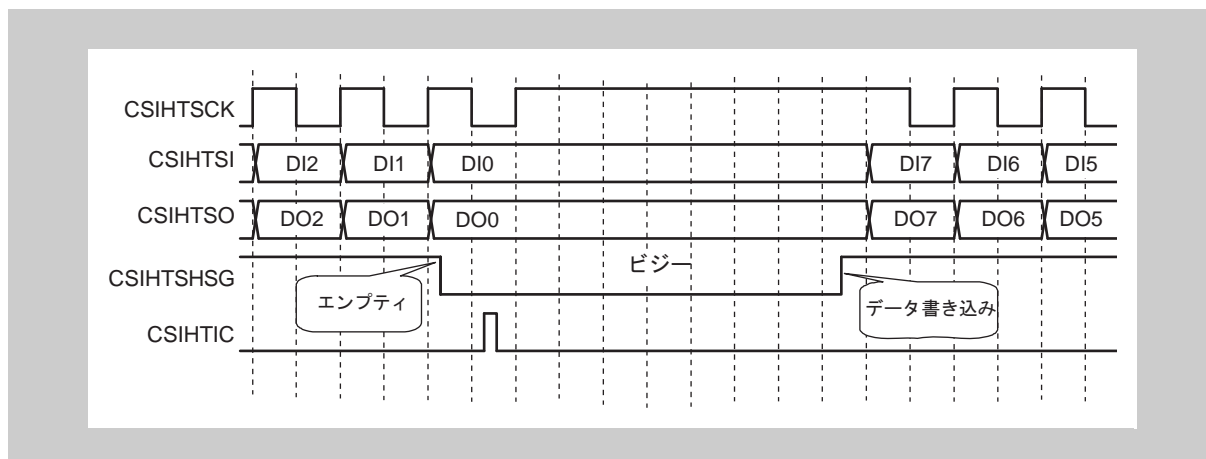 CSIHTSCK
CSIHTSI DI2 DI1 DI0 DI7 DI6 DI5
CSIHTSO DO2 DO1 DO0 DO7 DO6 DO5
CSIHTSHSG ビジー
エンプティ データ書き込み
CSIHTIC